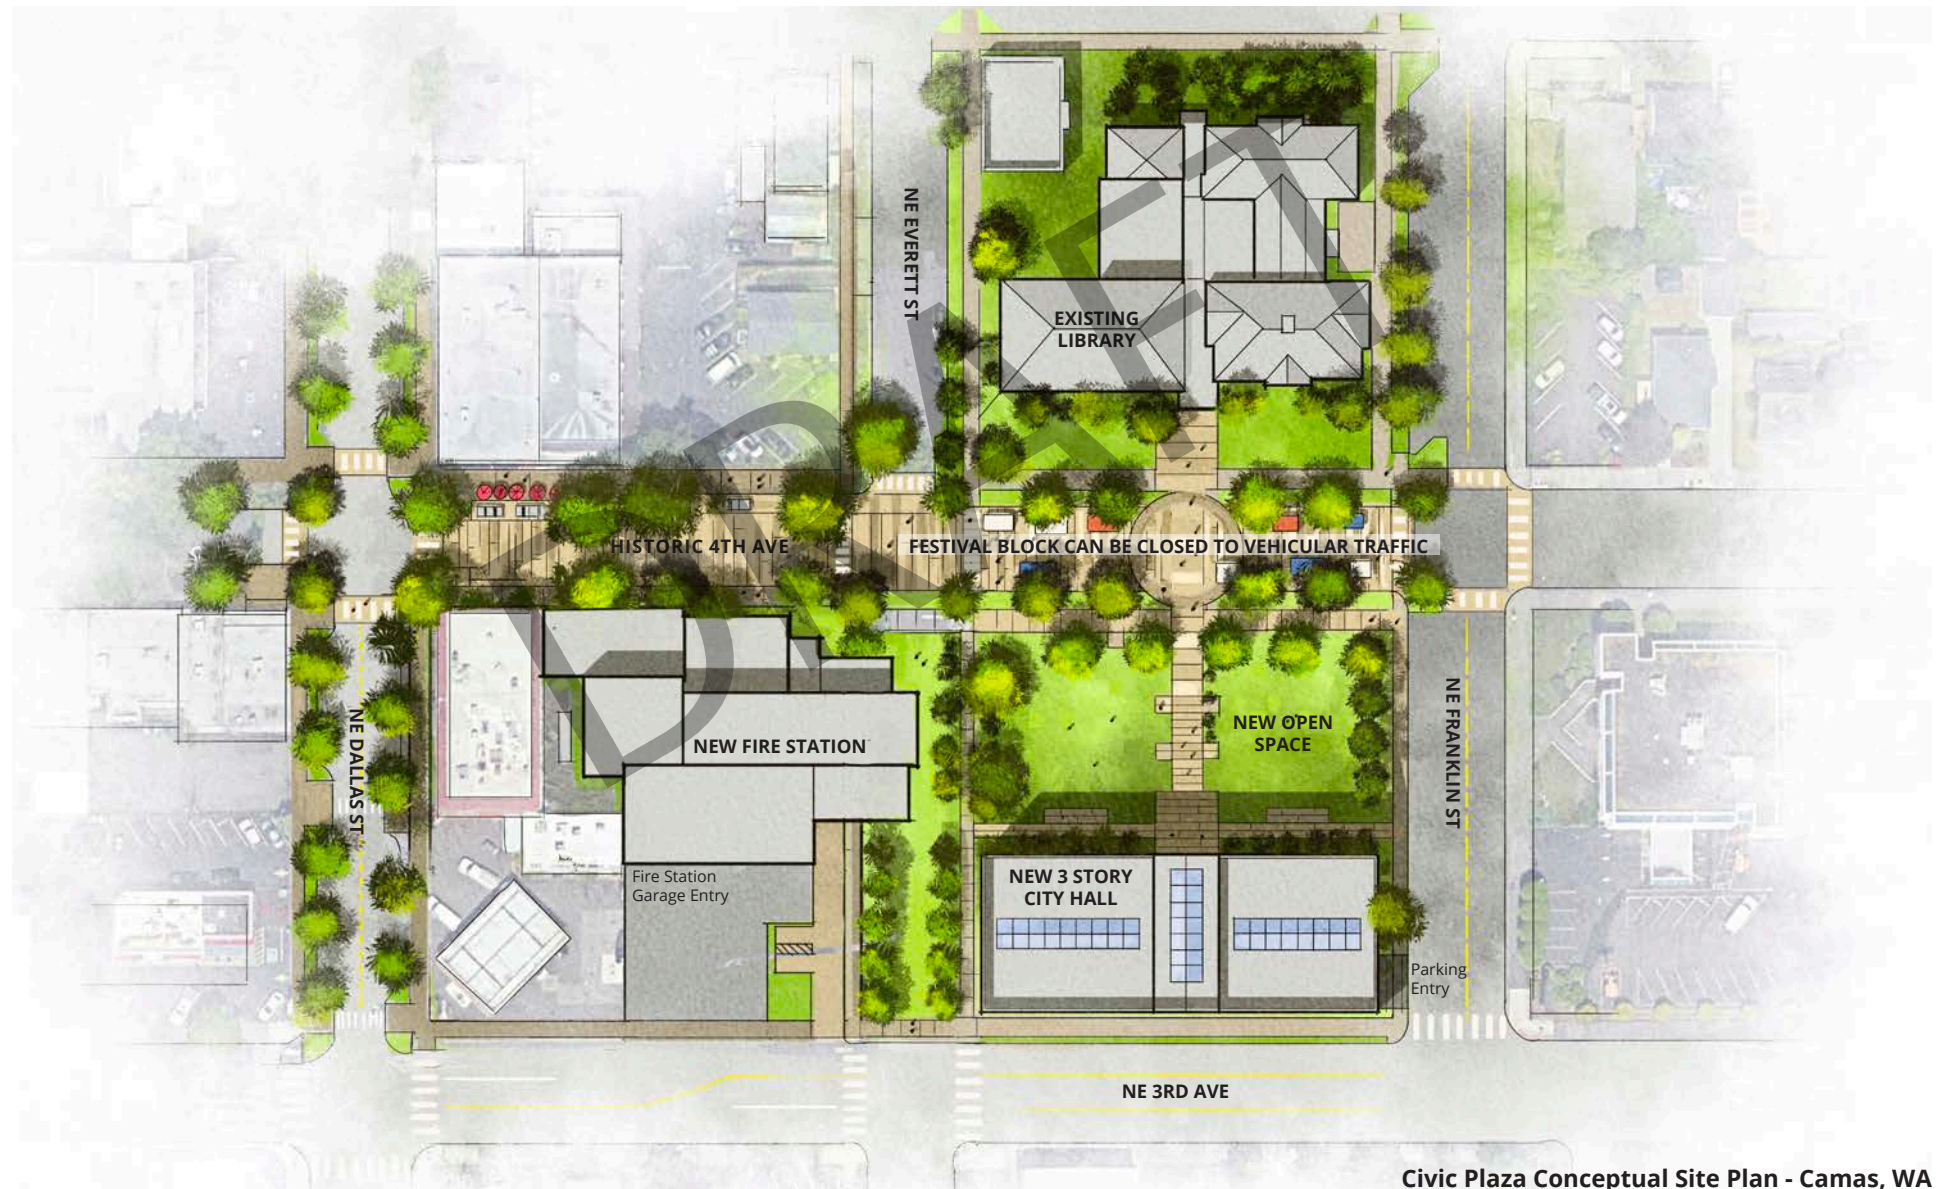 NE EVERETT ST
EXISTING
LIBRARY
HISTORIC 4TH AVE
FESTIVAL BLOCK CAN BE CLOSED TO VEHICULAR TRAFFIC
NEW FIRE STATION
NEW OPEN
SPACE
NE DALLAS ST
NE FRANKLIN ST
Fire Station
Garage Entry
NEW 3 STORY
CITY HALL
Parking
Entry
NE 3RD AVE
DRAFT
Civic Plaza Conceptual Site Plan - Camas, WA